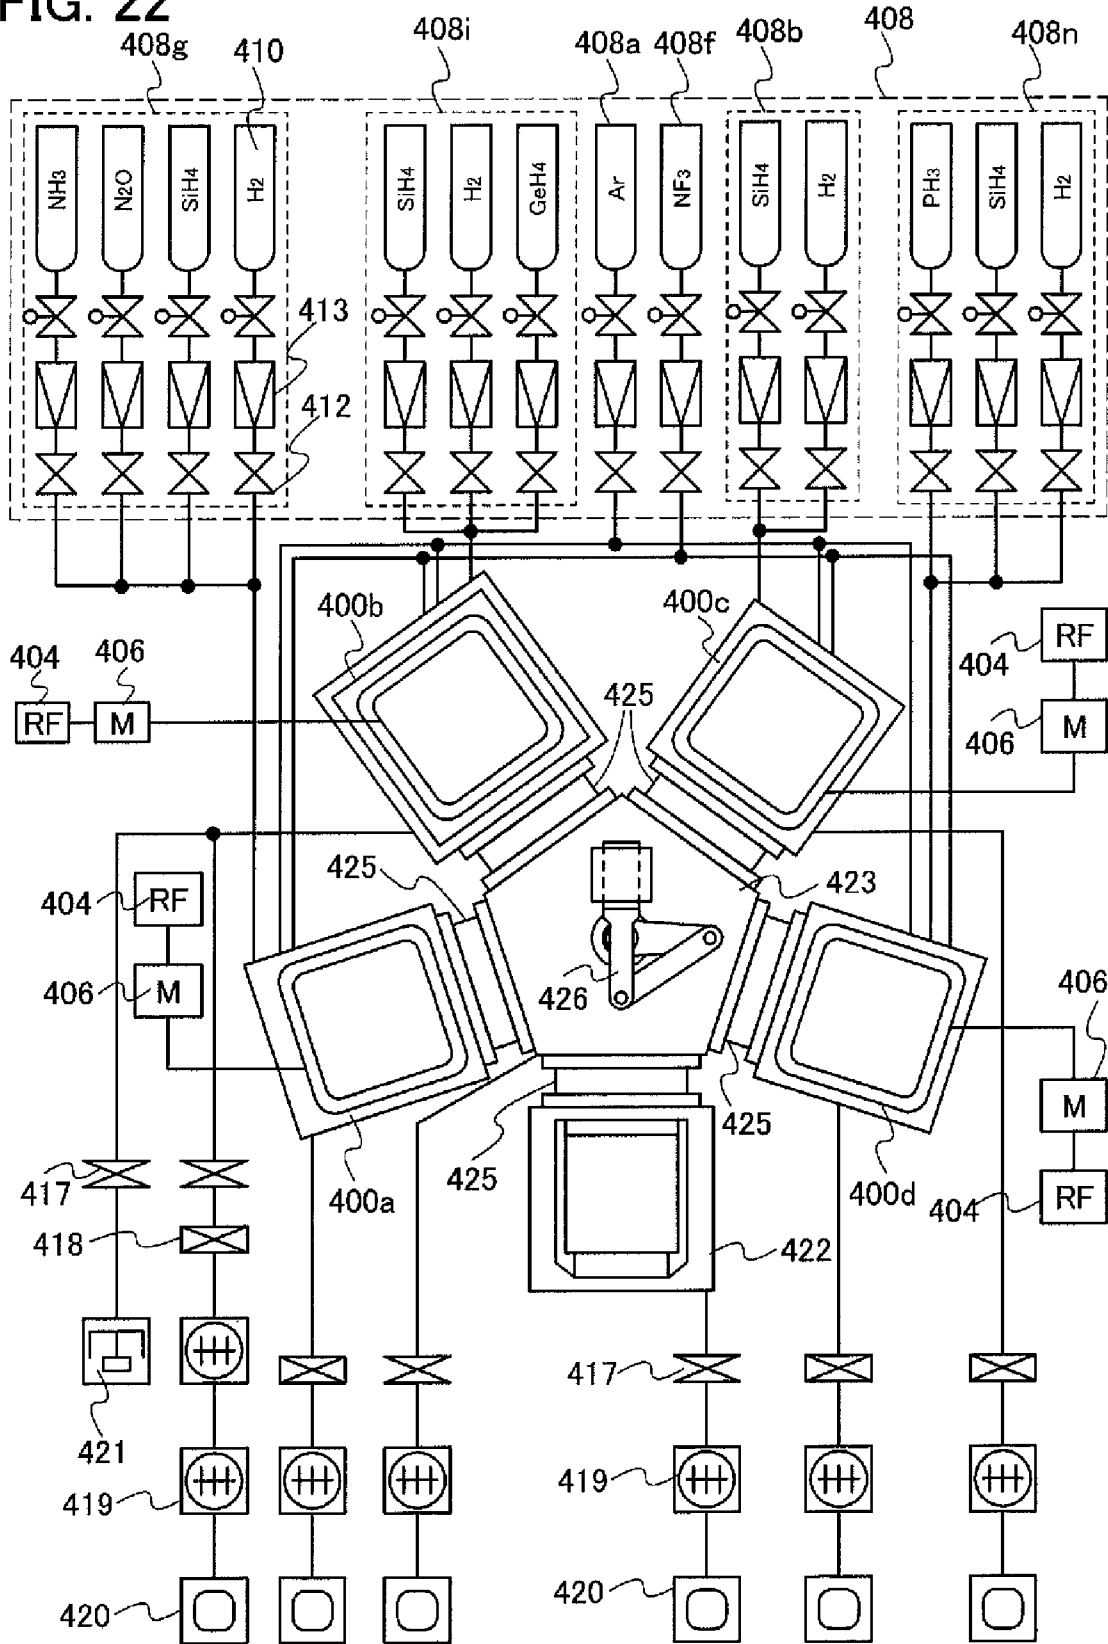 FIG. 22
408g 410 408i 408a 408f 408b 408 408n
NH3 N2O SiH4 H2 SiH4 H2 GeH4 Ar NF3 SiH4 H2 PH3 SiH4 H2
413
412
400b 400c
404 406 RF M 425 404 RF 406 M
425 423
404 RF
406 M 426 406
M
417 400a 425 425 400d 404 RF
418 422
421 417
419 419
420 420